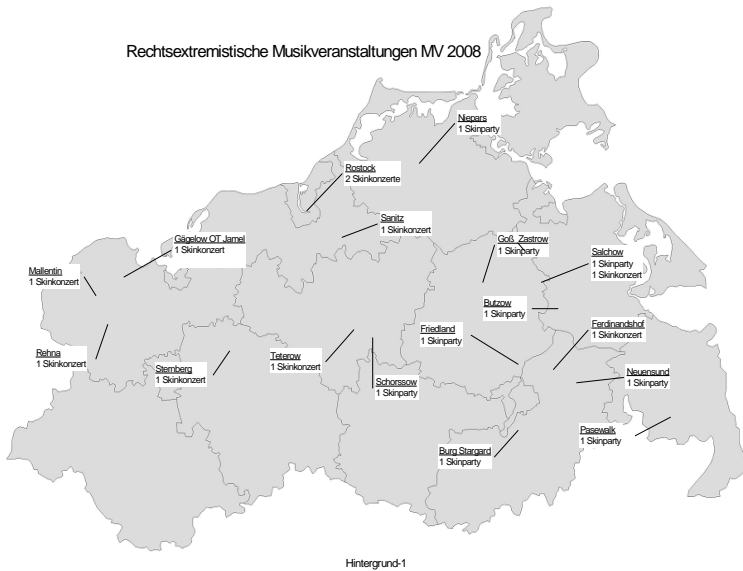 Rechtsextremistische Musikveranstaltungen MV 2008
Niepars
1 Skinparty
Rostock
2 Skinkonzerte
Sanitz
1 Skinkonzert
Gägelow OT Jamel
1 Skinkonzert
Goß Zastrow
1 Skinparty
Salchow
1 Skinparty
1 Skinkonzert
Mallentin
1 Skinkonzert
Butzow
1 Skinparty
Friedland
1 Skinparty
Ferdinandshof
1 Skinkonzert
Rehna
1 Skinkonzert
Sternberg
1 Skinkonzert
Teterow
1 Skinkonzert
Schorssow
1 Skinparty
Neuensund
1 Skinparty
Pasewalk
1 Skinparty
Burg Stargard
1 Skinparty
Hintergrund-1